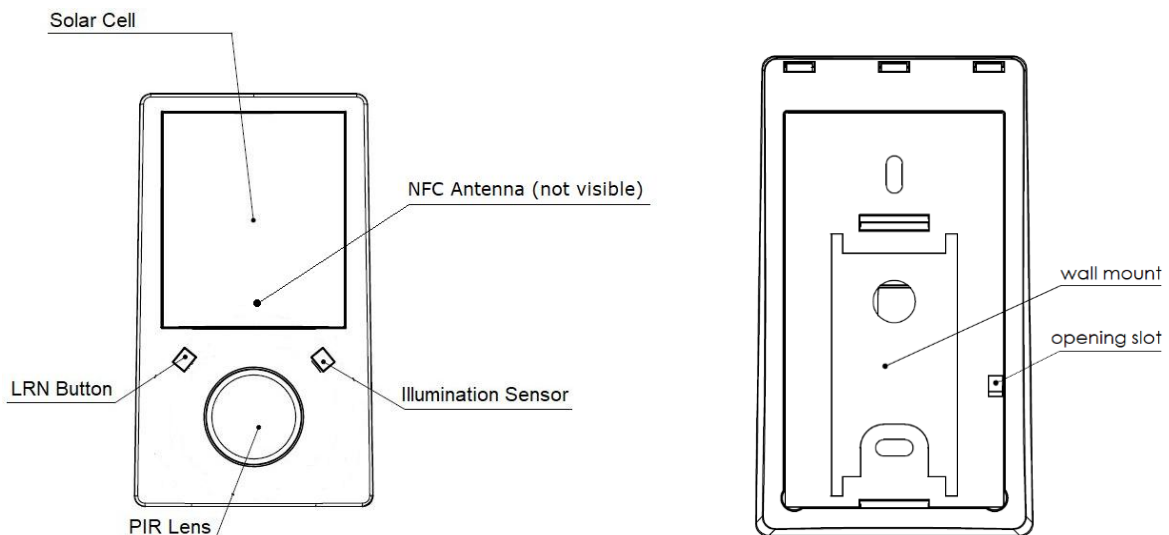 Solar Cell
NFC Antenna (not visible)
LRN Button
Illumination Sensor
PIR Lens
wall mount
opening slot